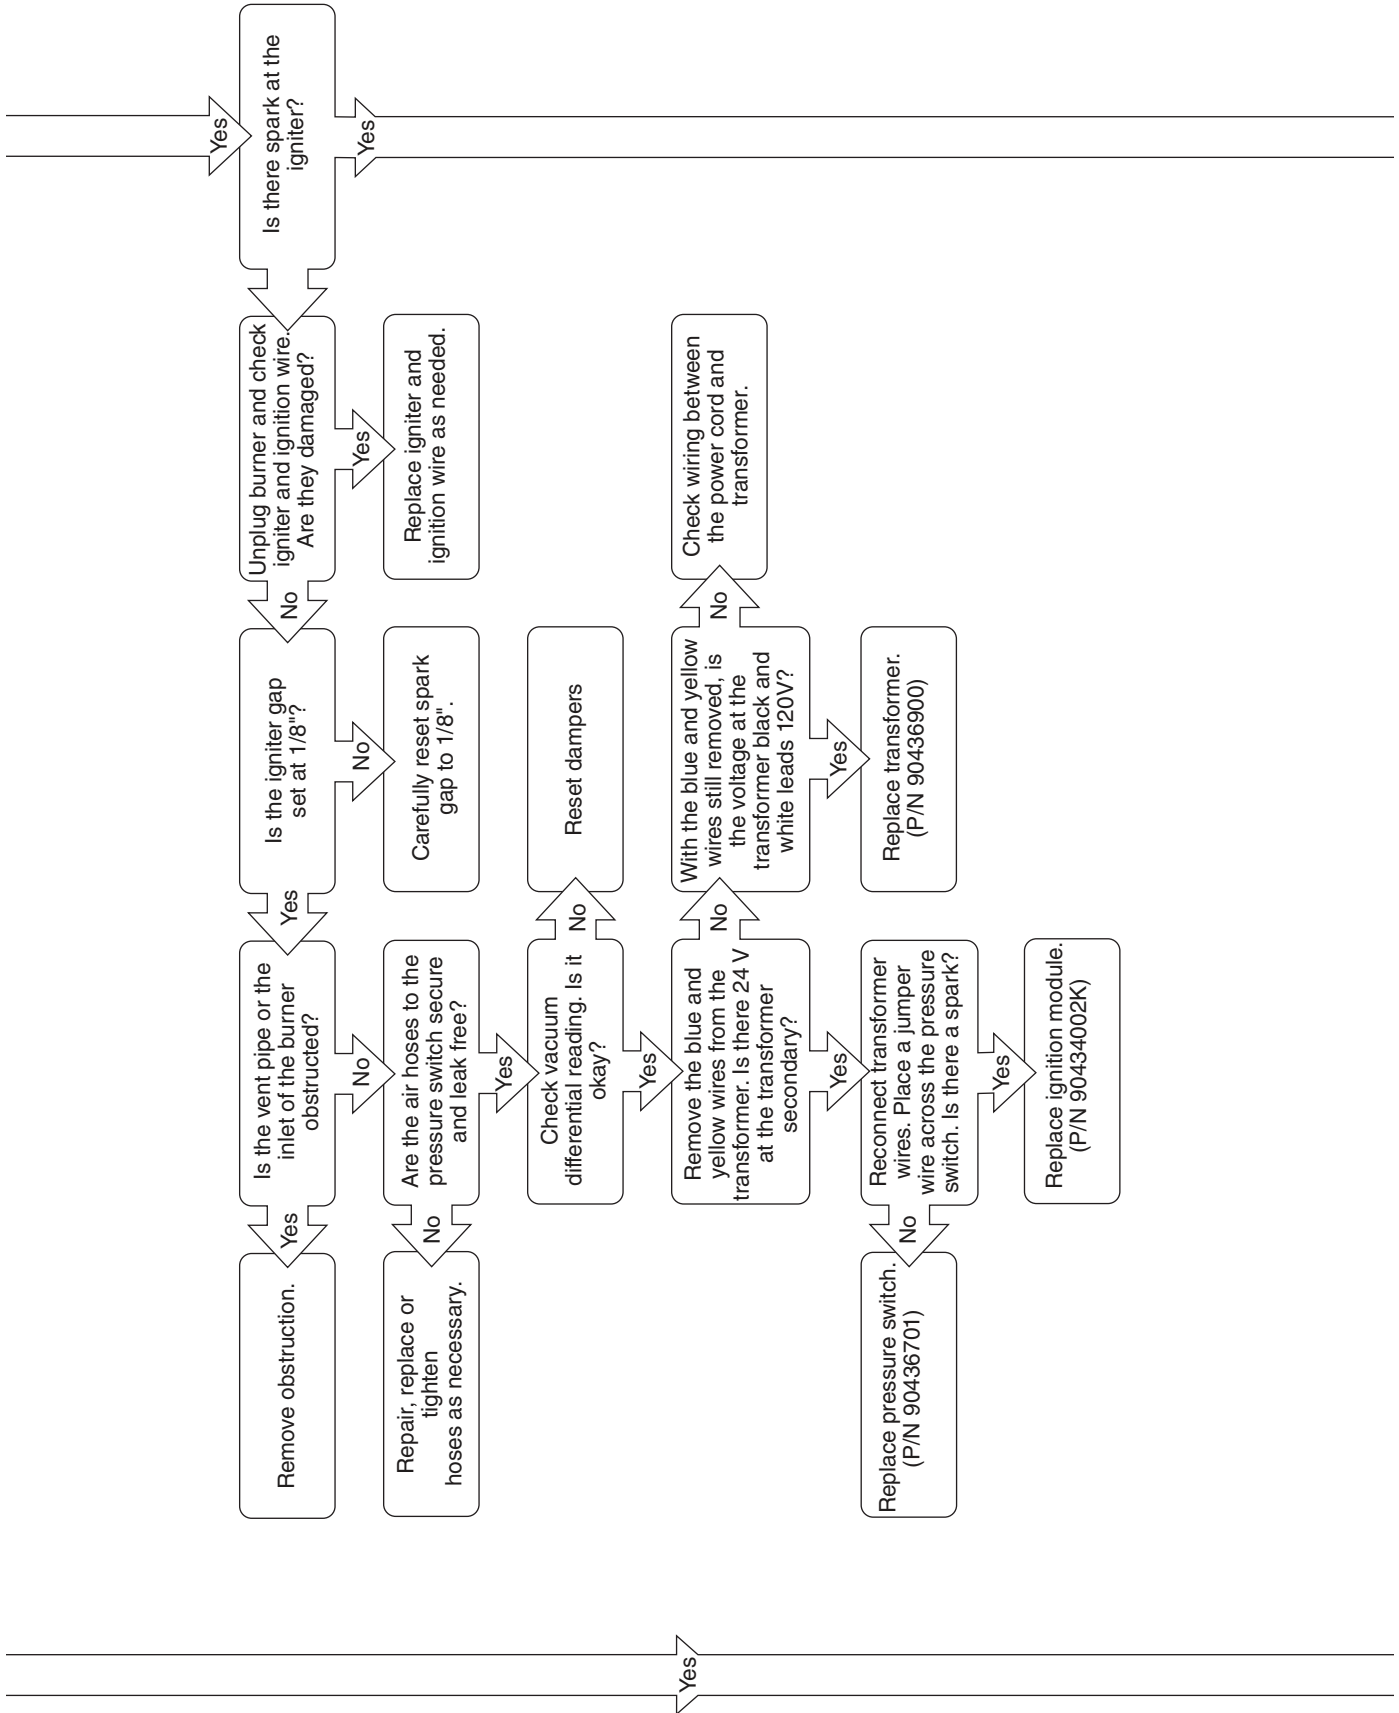 Yes
Is there spark at the
igniter?
Yes
Unplug burner and check
igniter and ignition wire.
Are they damaged?
Yes
Replace igniter and
ignition wire as needed.
No
Is the igniter gap
set at 1/8"?
No
Carefully reset spark
gap to 1/8".
Yes
Is the vent pipe or the
inlet of the burner
obstructed?
Yes
Remove obstruction.
No
Are the air hoses to the
pressure switch secure
and leak free?
No
Repair, replace or
tighten
hoses as necessary.
Yes
Check vacuum
differential reading. Is it
okay?
No
Reset dampers
Yes
Remove the blue and
yellow wires from the
transformer. Is there 24 V
at the transformer
secondary?
No
With the blue and yellow
wires still removed, is
the voltage at the
transformer black and
white leads 120V?
No
Check wiring between
the power cord and
transformer.
Yes
Replace transformer.
(P/N 90436900)
Yes
Reconnect transformer
wires. Place a jumper
wire across the pressure
switch. Is there a spark?
No
Replace pressure switch.
(P/N 90436701)
Yes
Replace ignition module.
(P/N 90434002K)
Yes